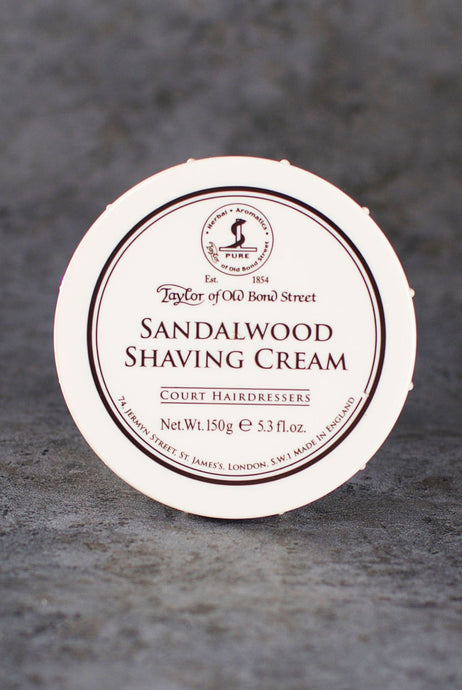 Herbal • Aromatics
PURE
Taylor of Old Bond Street
Est. 1854
Taylor of Old Bond Street
SANDALWOOD
SHAVING CREAM
COURT HAIRDRESSERS
Net.Wt.150g ℮ 5.3 fl.oz.
74, JERMYN STREET, ST. JAMES'S, LONDON, S.W.1 MADE IN ENGLAND